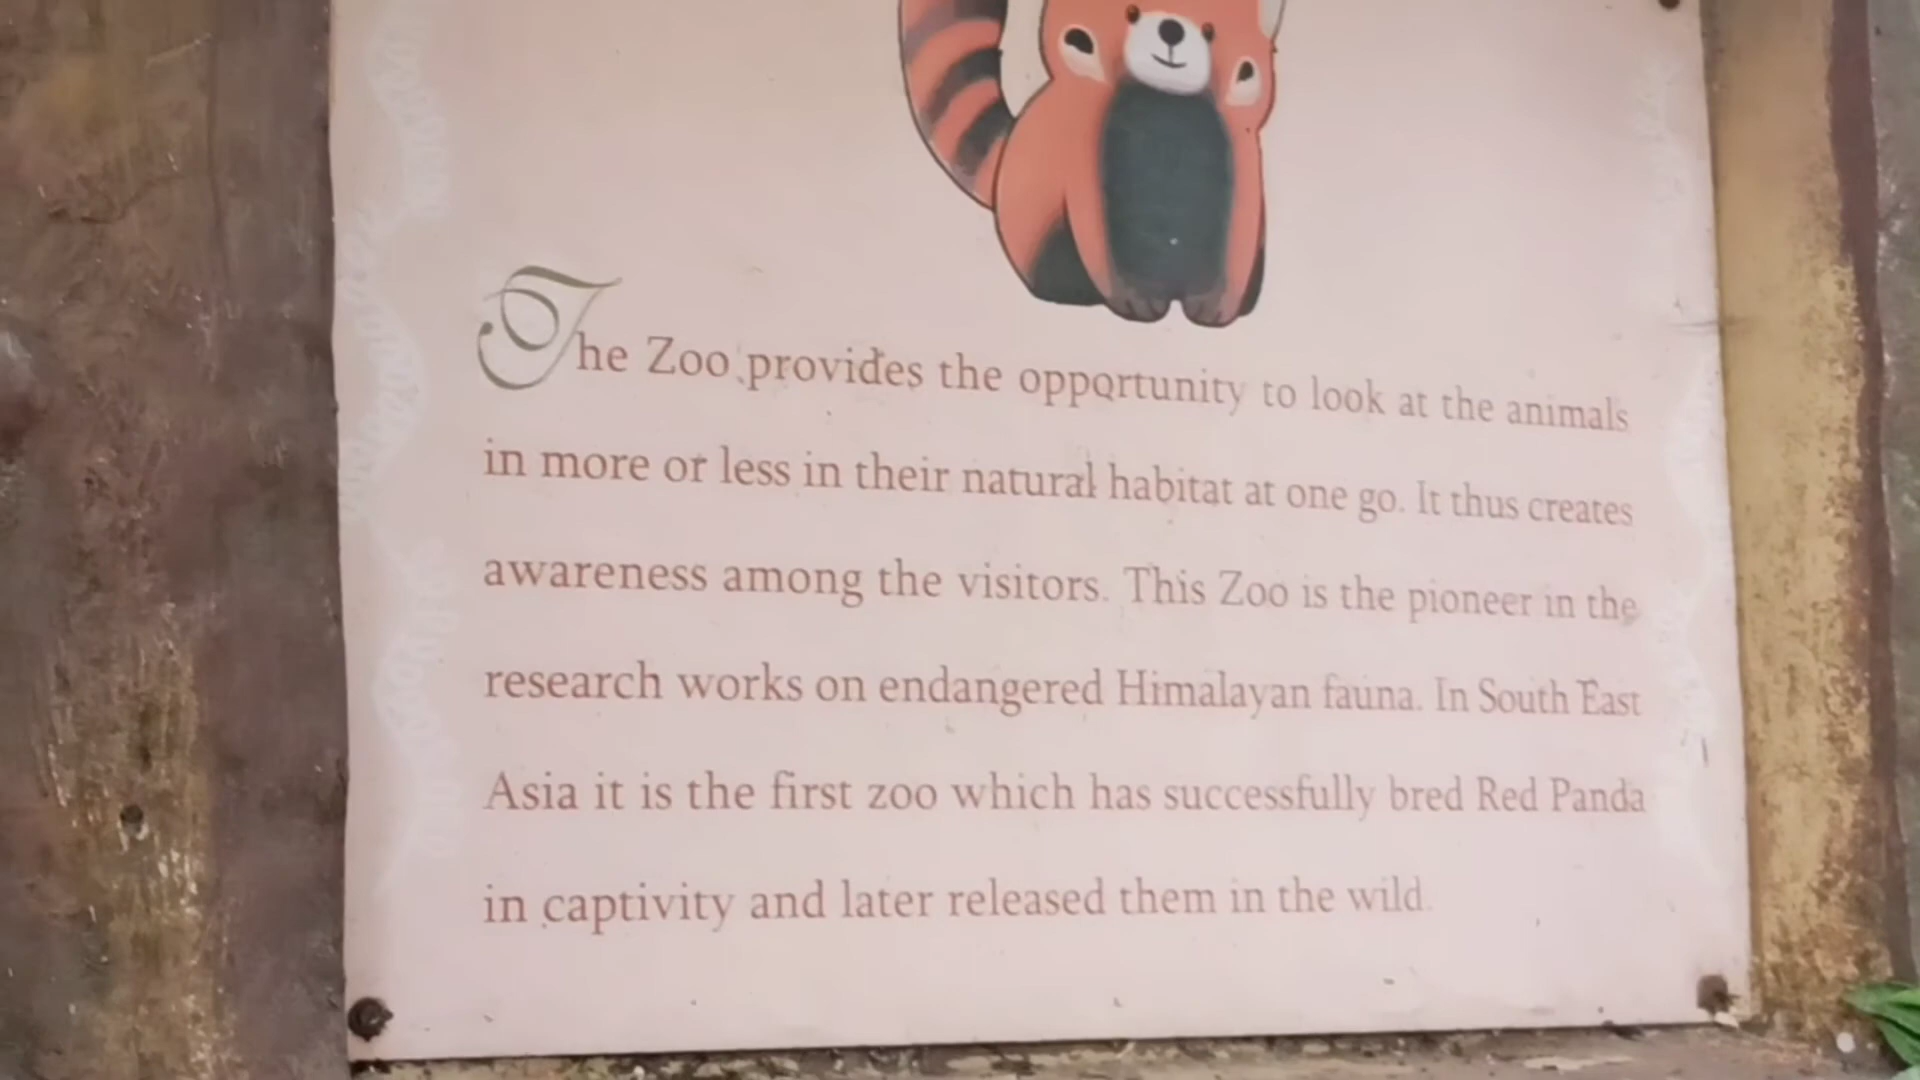 The Zoo provides the opportunity to look at the animals
in more or less in their natural habitat at one go. It thus creates
awareness among the visitors. This Zoo is the pioneer in the
research works on endangered Himalayan fauna. In South East
Asia it is the first zoo which has successfully bred Red Panda
in captivity and later released them in the wild.